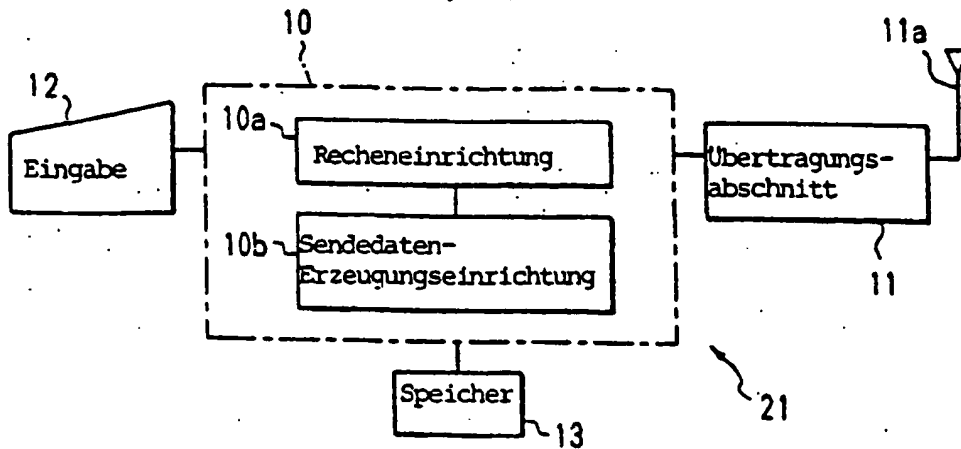 10
11a
12
10a
Eingabe
Recheneinrichtung
Übertragungs-
abschnitt
10b
Sendedaten-
Erzeugungseinrichtung
11
Speicher
13
21